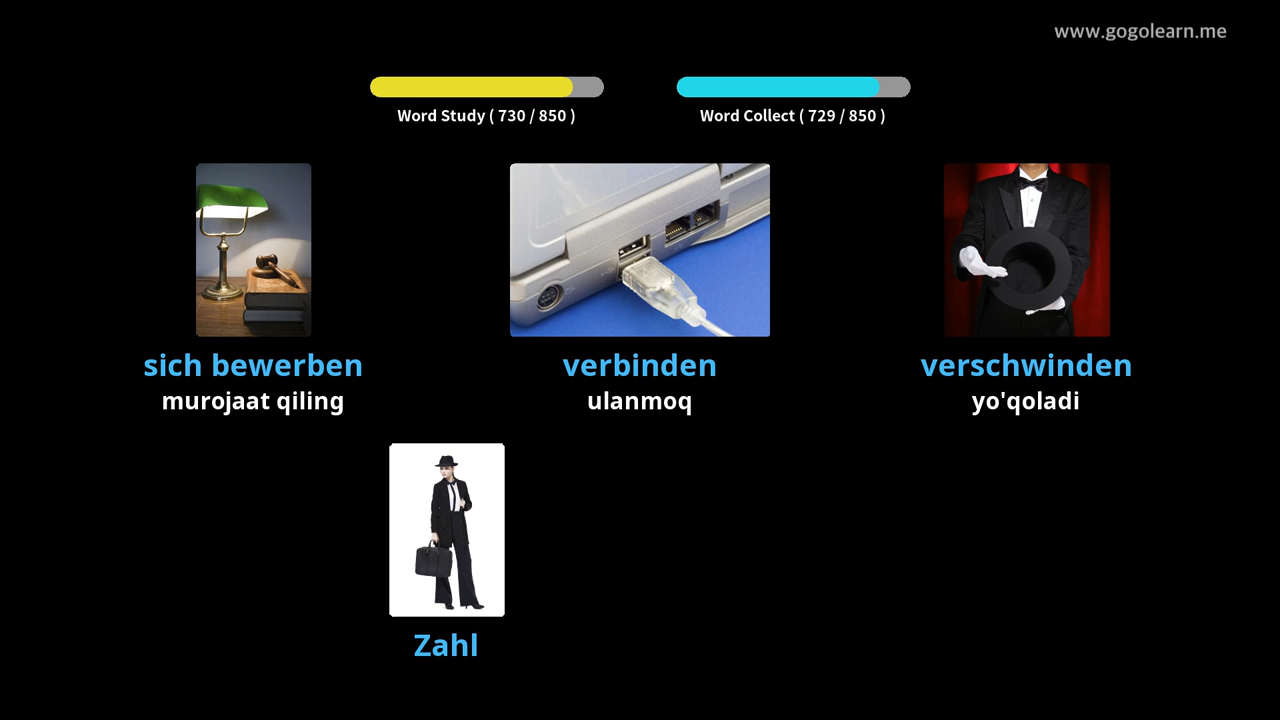 www.gogolearn.me
Word Study ( 730 / 850 )
Word Collect ( 729 / 850 )
sich bewerben
murojaat qiling
verbinden
ulanmoq
verschwinden
yo'qoladi
Zahl